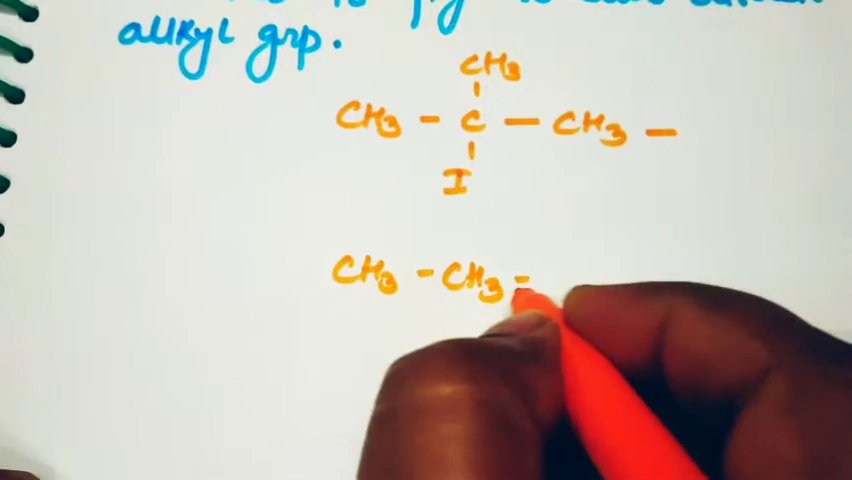 alkyl grp.
CH3
CH3 - C - CH3 -
I
CH3 - CH3 -